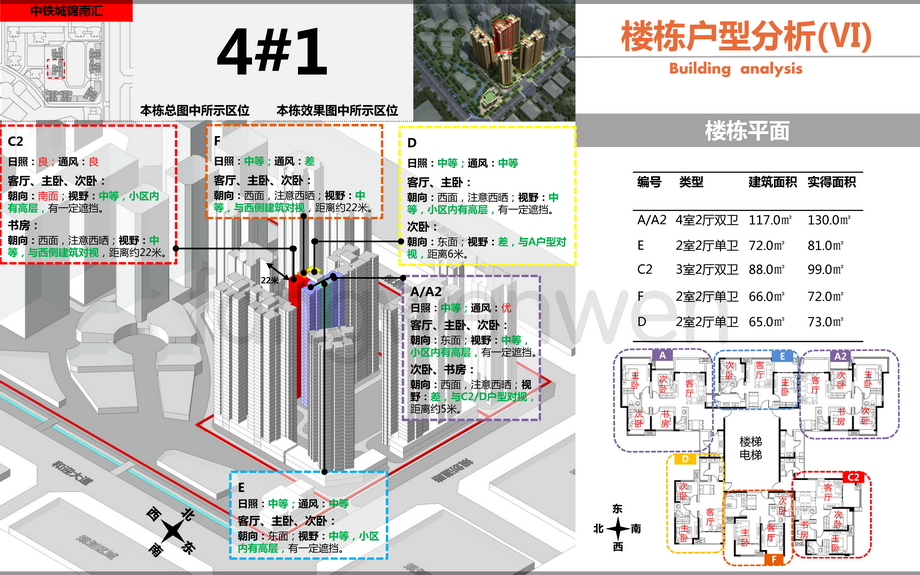 中铁城锦南汇
4#1
本栋总图中所示区位
本栋效果图中所示区位
楼栋户型分析(VI)
Building analysis
楼栋平面
C2
日照：良；通风：良
客厅、主卧、次卧：
朝向：南面；视野：中等，小区内
有高层，有一定遮挡。
书房：
朝向：西面，注意西晒；视野：中
等，与西侧建筑对视，距离约22米。
F
日照：中等；通风：差
客厅、主卧、次卧：
朝向：西面，注意西晒；视野：中
等，与西侧建筑对视，距离约22米。
D
日照：中等；通风：中等
客厅、主卧、次卧：
朝向：西面，注意西晒；视野：中
等，小区内有高层，有一定遮挡。
次卧：
朝向：东面；视野：差，与A户型对
视，距离6米。
22米
A/A2
日照：中等；通风：优
客厅、主卧、次卧：
朝向：东面；视野：中等，
小区内有高层，有一定遮挡。
次卧、书房：
朝向：西面，注意西晒；视
野：差，与C2/D户型对视，
距离约5米。
E
日照：中等；通风：中等
客厅、主卧、次卧：
朝向：东面；视野：中等，小区
内有高层，有一定遮挡。
和迎大道
西 北
南 东
编号 类型 建筑面积 实得面积
A/A2 4室2厅双卫 117.0㎡ 130.0㎡
E 2室2厅单卫 72.0㎡ 81.0㎡
C2 3室2厅双卫 88.0㎡ 99.0㎡
F 2室2厅单卫 66.0㎡ 72.0㎡
D 2室2厅单卫 65.0㎡ 73.0㎡
A E A2
主卧 次卧 客厅 次卧 书房
次卧 客厅 主卧
客厅 次卧 主卧 书房 次卧
楼梯
电梯
D C2
次卧 客厅 主卧
次卧 客厅 主卧
客厅 次卧 书房 主卧
F
东
北 南
西